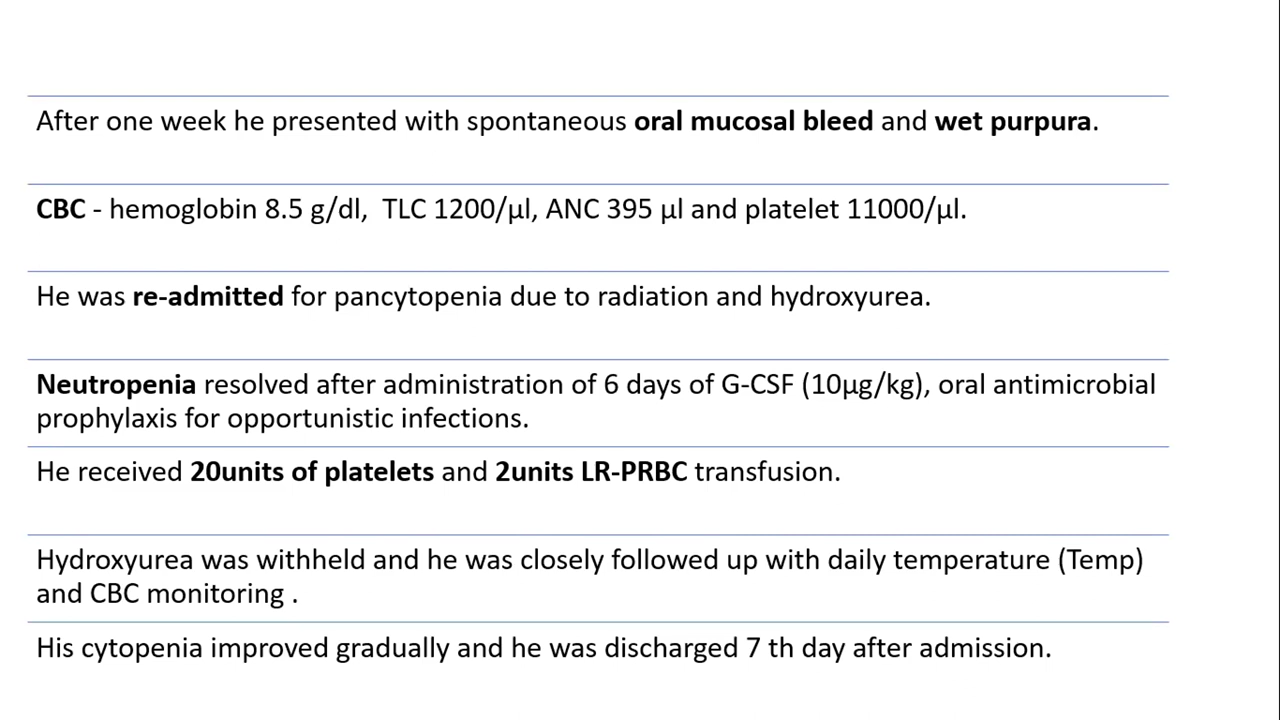 After one week he presented with spontaneous oral mucosal bleed and wet purpura.
CBC - hemoglobin 8.5 g/dl,  TLC 1200/µl, ANC 395 µl and platelet 11000/µl.
He was re-admitted for pancytopenia due to radiation and hydroxyurea.
Neutropenia resolved after administration of 6 days of G-CSF (10µg/kg), oral antimicrobial
prophylaxis for opportunistic infections.
He received 20units of platelets and 2units LR-PRBC transfusion.
Hydroxyurea was withheld and he was closely followed up with daily temperature (Temp)
and CBC monitoring .
His cytopenia improved gradually and he was discharged 7 th day after admission.